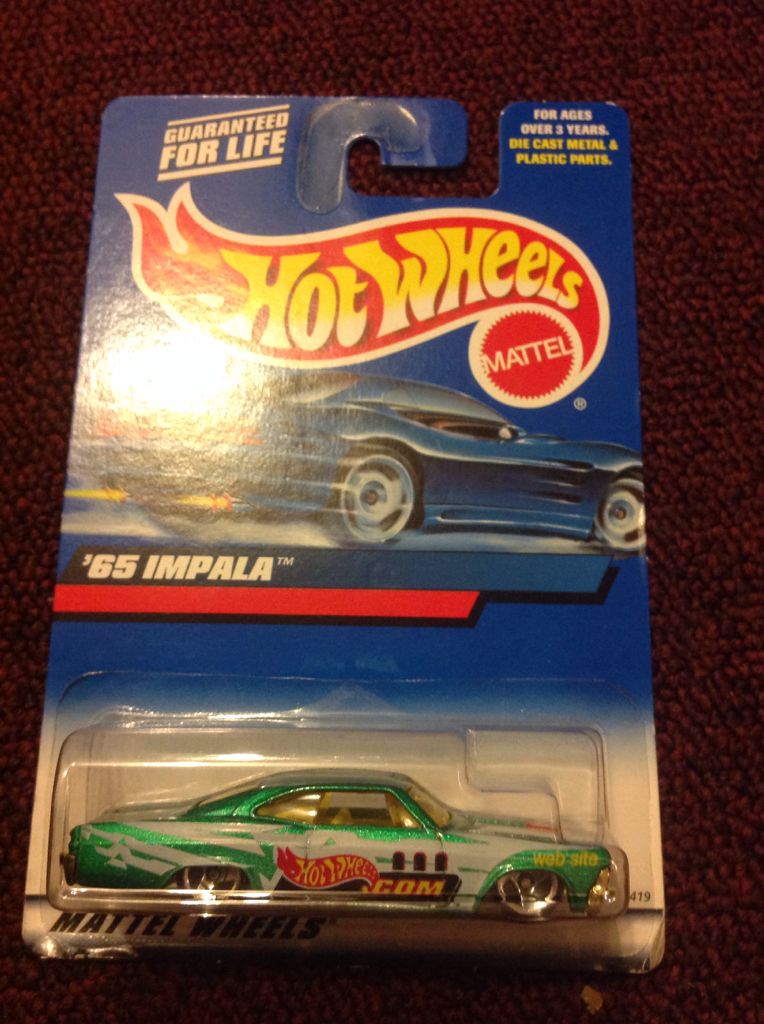 GUARANTEED
FOR LIFE
FOR AGES
OVER 3 YEARS.
DIE CAST METAL &
PLASTIC PARTS.
HOT WHEELS
MATTEL
®
'65 IMPALA™
web site
HOT WHEELS
.COM
419
MATTEL WHEELS